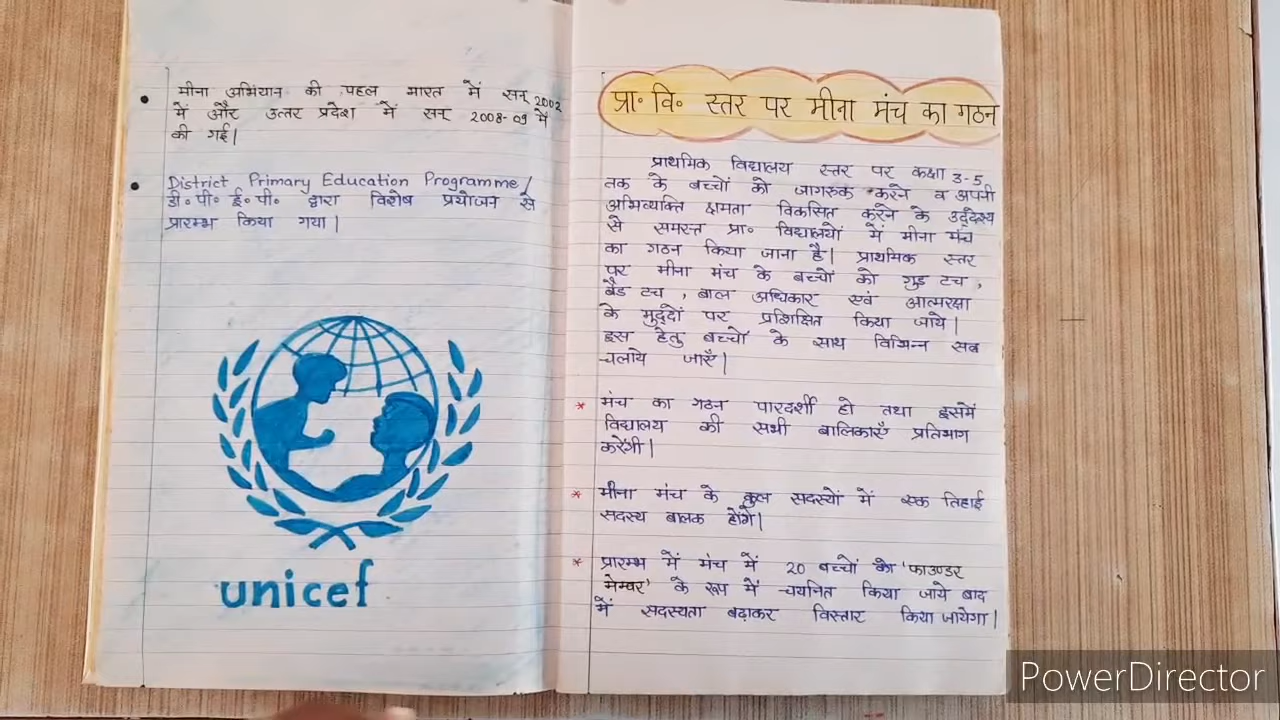 मीना अभियान की पहल भारत में सन् 2002
में और उत्तर प्रदेश में सन् 2008-09 में
की गई।
District Primary Education Programme/
डी॰ पी॰ ई॰ पी॰ द्वारा विशेष प्रयोजन से
प्रारम्भ किया गया।
unicef
प्रा॰ वि॰ स्तर पर मीना मंच का गठन
प्राथमिक विद्यालय स्तर पर कक्षा 3-5
तक के बच्चों को जागरुक करने व अपनी
अभिव्यक्ति क्षमता विकसित करने के उद्देश्य
से समस्त प्रा॰ विद्यालयों में मीना मंच
का गठन किया जाना है। प्राथमिक स्तर
पर मीना मंच के बच्चों को गुड टच,
बैड टच, बाल अधिकार एवं आत्मरक्षा
के मुद्दों पर प्रशिक्षित किया जाये।
इस हेतु बच्चों के साथ विभिन्न सत्र
चलाये जाएँ।
* मंच का गठन पारदर्शी हो तथा इसमें
विद्यालय की सभी बालिकाएँ प्रतिभाग
करेंगी।
* मीना मंच के कुल सदस्यों में एक तिहाई
सदस्य बालक होंगे।
* प्रारम्भ में मंच में 20 बच्चों को 'फाउण्डर
मेम्बर' के रूप में चयनित किया जाये बाद
में सदस्यता बढ़ाकर विस्तार किया जायेगा।
PowerDirector